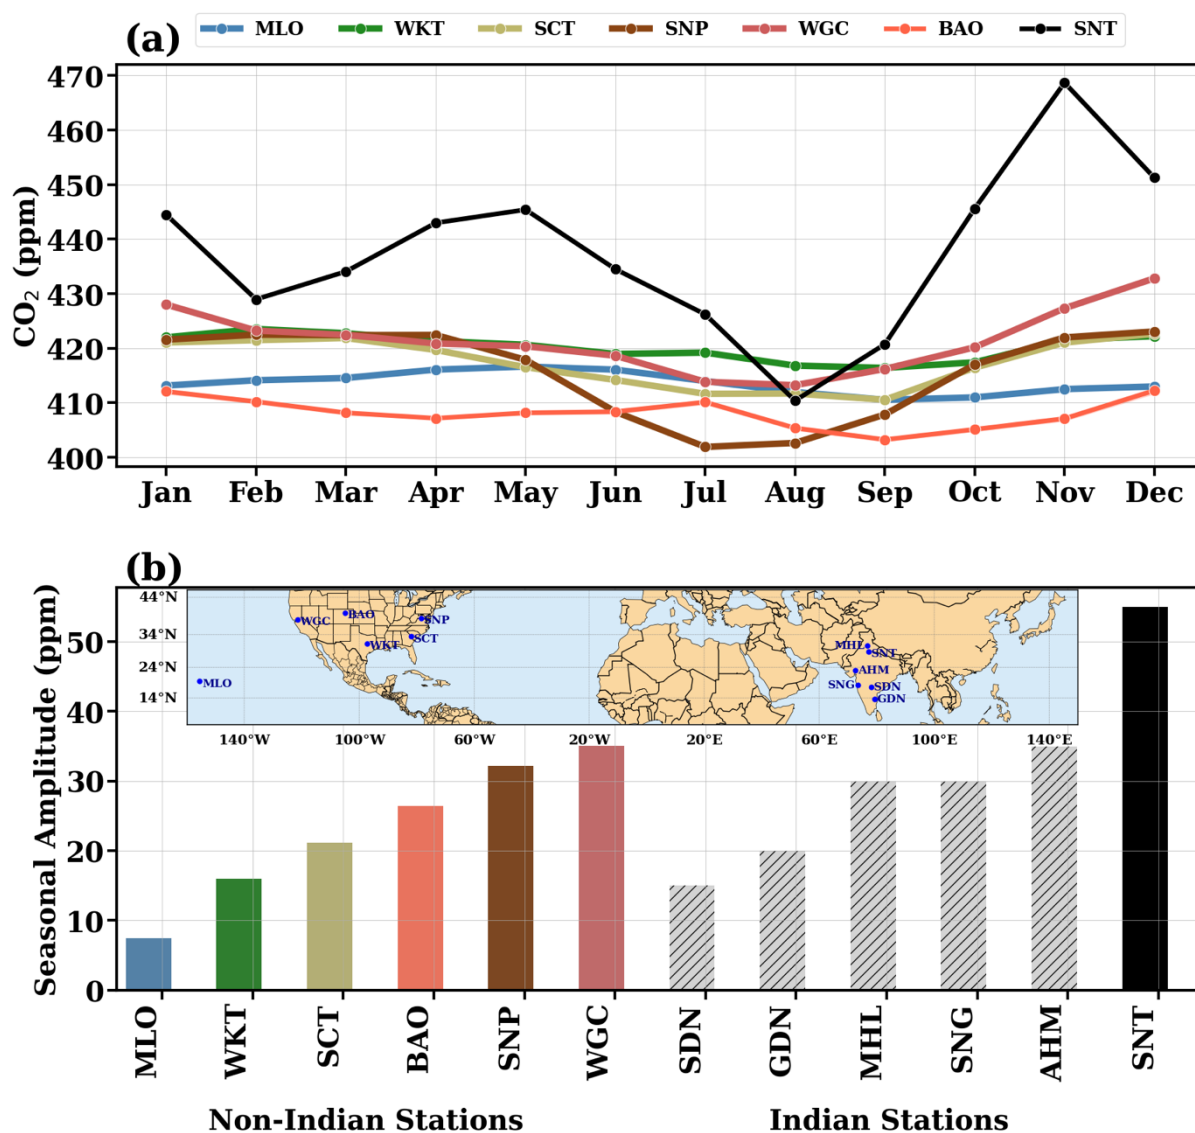 (a)
MLO WKT SCT SNP WGC BAO SNT
470
460
450
440
430
420
410
400
CO₂ (ppm)
Jan Feb Mar Apr May Jun Jul Aug Sep Oct Nov Dec
(b)
50
40
30
20
10
0
Seasonal Amplitude (ppm)
44°N
34°N
24°N
14°N
WGC
BAO
SNP
SCT
WKT
MLO
MHL
SNT
AHM
SNG
SDN
GDN
140°W 100°W 60°W 20°W 20°E 60°E 100°E 140°E
MLO WKT SCT BAO SNP WGC SDN GDN MHL SNG AHM SNT
Non-Indian Stations Indian Stations